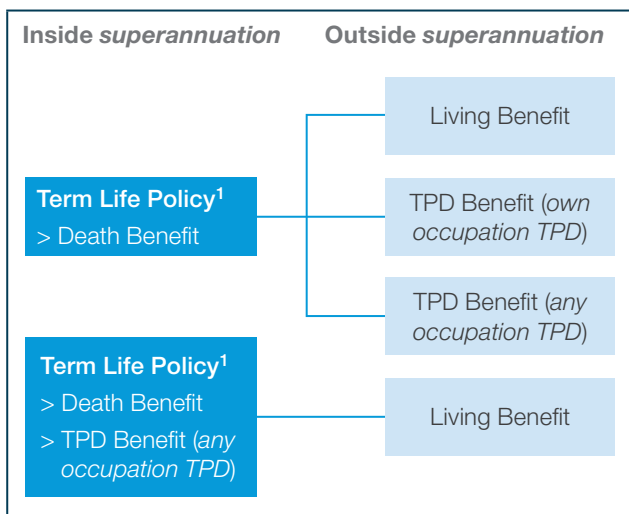 Inside superannuation
Outside superannuation
Living Benefit
Term Life Policy1
> Death Benefit
TPD Benefit (own
occupation TPD)
TPD Benefit (any
occupation TPD)
Term Life Policy1
> Death Benefit
> TPD Benefit (any
occupation TPD)
Living Benefit